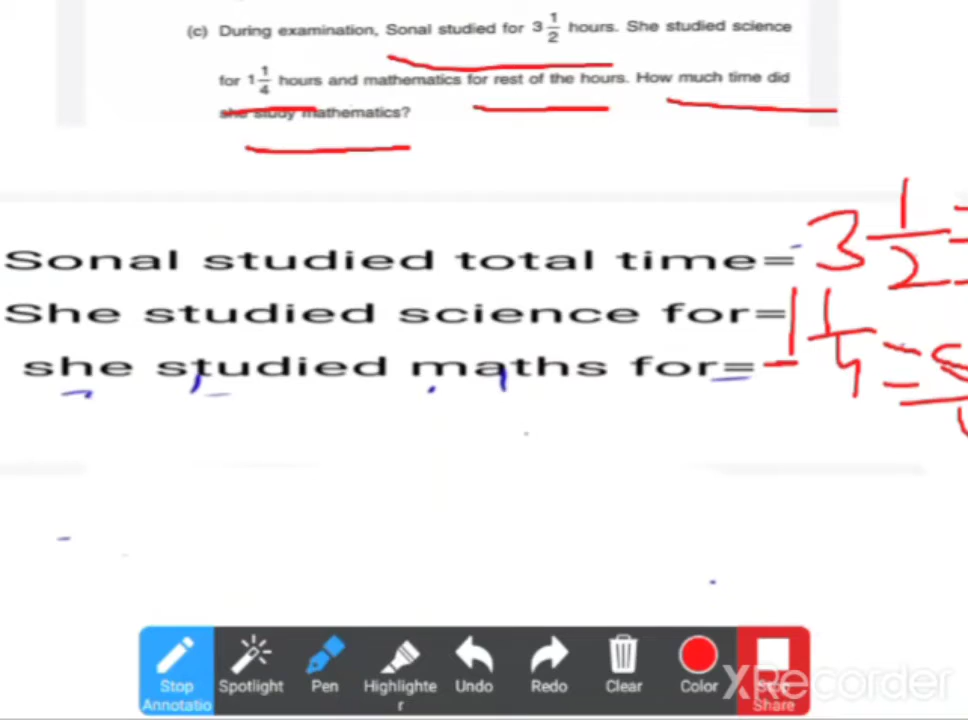 (c) During examination, Sonal studied for 3 1/2 hours. She studied science
for 1 1/4 hours and mathematics for rest of the hours. How much time did
she study mathematics?
Sonal studied total time= 3 1/2 =
She studied science for= 1 1/4 = 5/
she studied maths for=
Stop Annotatio
Spotlight
Pen
Highlighte r
Undo
Redo
Clear
Color
Stop Share
XRecorder